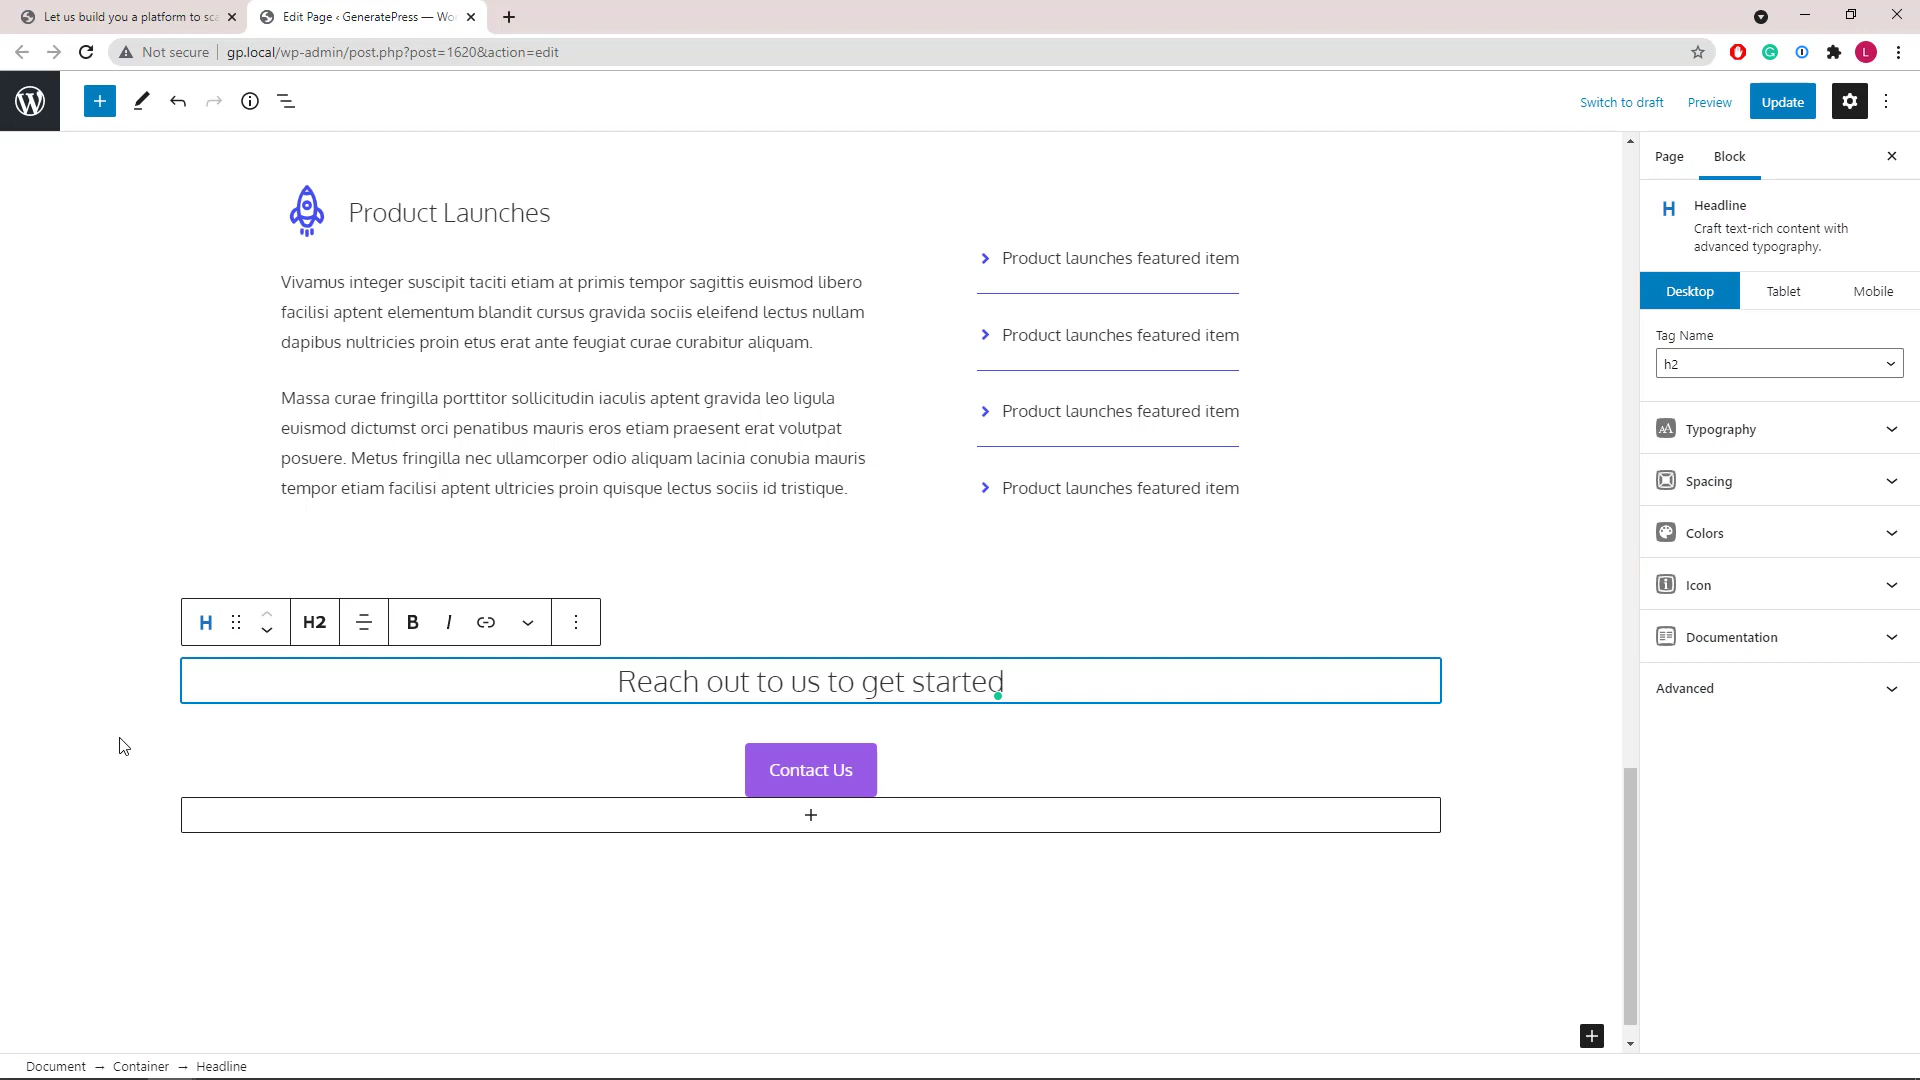 Let us build you a platform to sca
Edit Page ‹ GeneratePress — Wo
Not secure
gp.local/wp-admin/post.php?post=1620&action=edit
L
Switch to draft
Preview
Update
Product Launches
Vivamus integer suscipit taciti etiam at primis tempor sagittis euismod libero
facilisi aptent elementum blandit cursus gravida sociis eleifend lectus nullam
dapibus nultricies proin etus erat ante feugiat curae curabitur aliquam.
Massa curae fringilla porttitor sollicitudin iaculis aptent gravida leo ligula
euismod dictumst orci penatibus mauris eros etiam praesent erat volutpat
posuere. Metus fringilla nec ullamcorper odio aliquam lacinia conubia mauris
tempor etiam facilisi aptent ultricies proin quisque lectus sociis id tristique.
Product launches featured item
Product launches featured item
Product launches featured item
Product launches featured item
H
H2
B
I
Reach out to us to get started
Contact Us
Page
Block
H
Headline
Craft text-rich content with
advanced typography.
Desktop
Tablet
Mobile
Tag Name
h2
Typography
Spacing
Colors
Icon
Documentation
Advanced
Document → Container → Headline